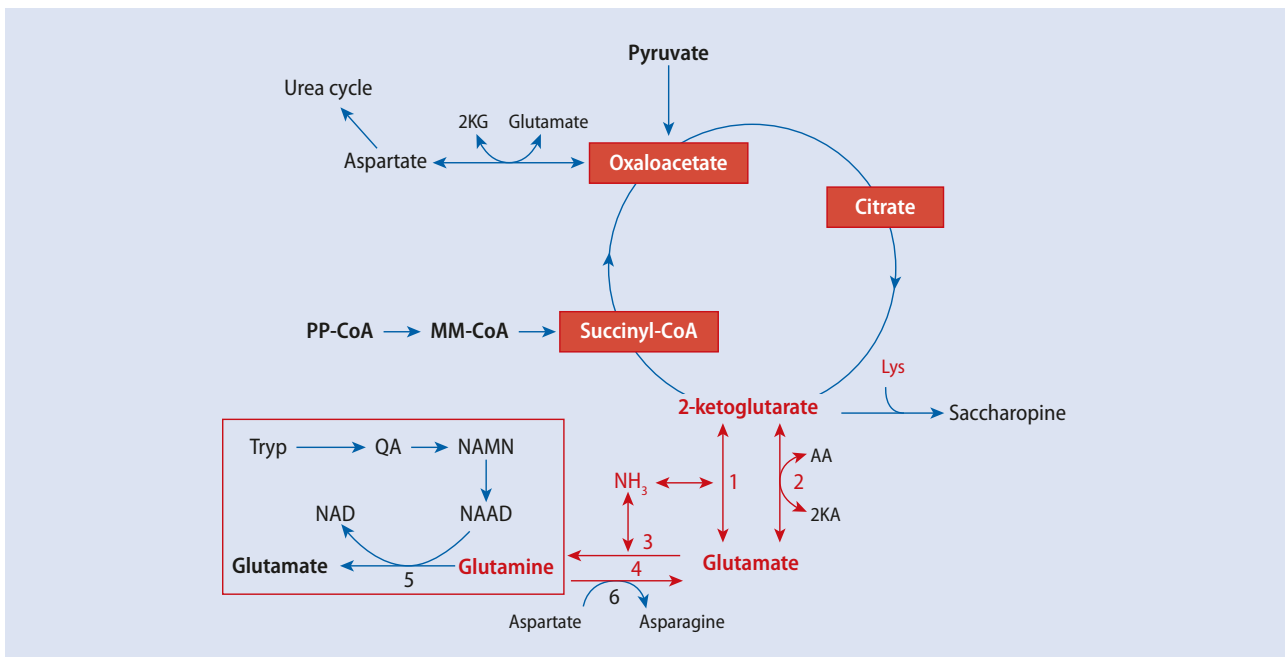 Pyruvate
Urea cycle
2KG Glutamate
Aspartate
Oxaloacetate
Citrate
PP-CoA
MM-CoA
Succinyl-CoA
Lys
2-ketoglutarate
Saccharopine
Tryp
QA
NAMN
AA
NH₃
1
2
2KA
NAD
NAAD
3
Glutamate
Glutamine
Glutamate
4
5
6
Aspartate
Asparagine